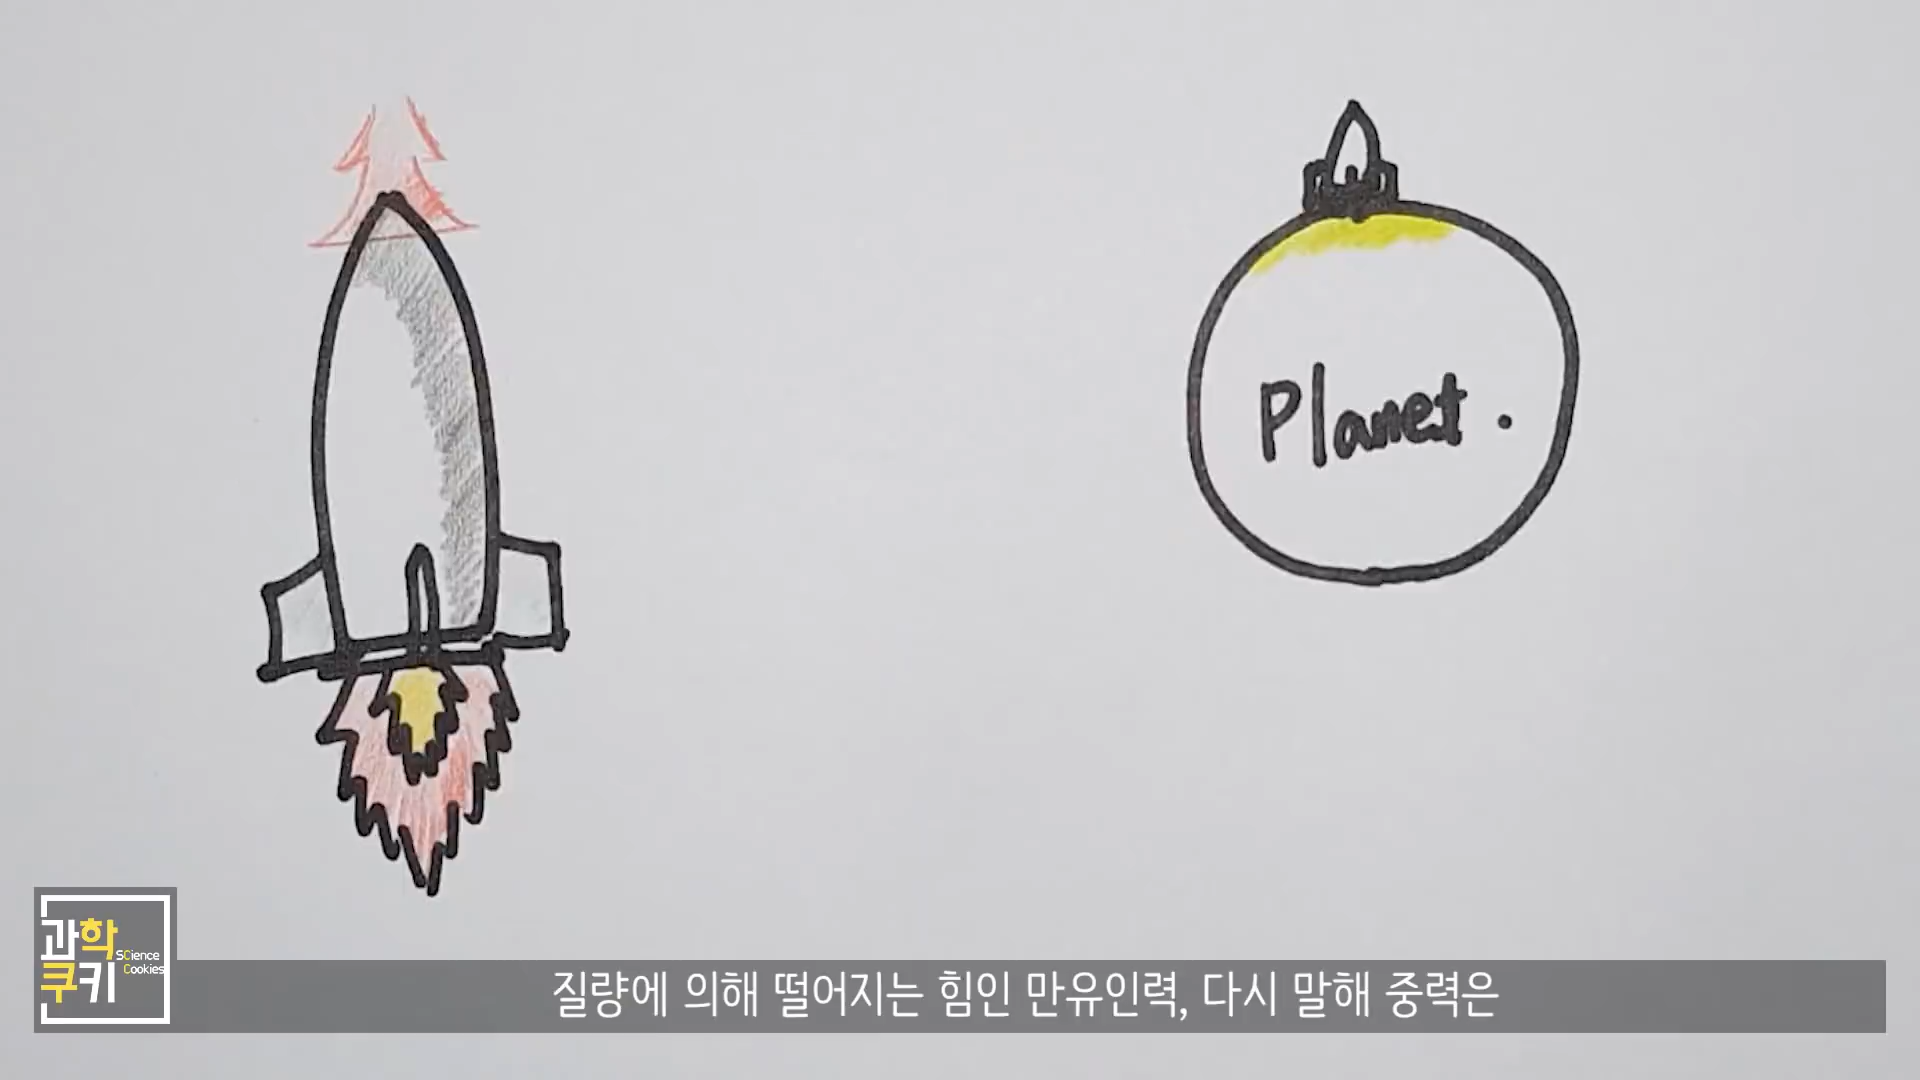 Planet.
과학
쿠키
Science
Cookies
질량에 의해 떨어지는 힘인 만유인력, 다시 말해 중력은